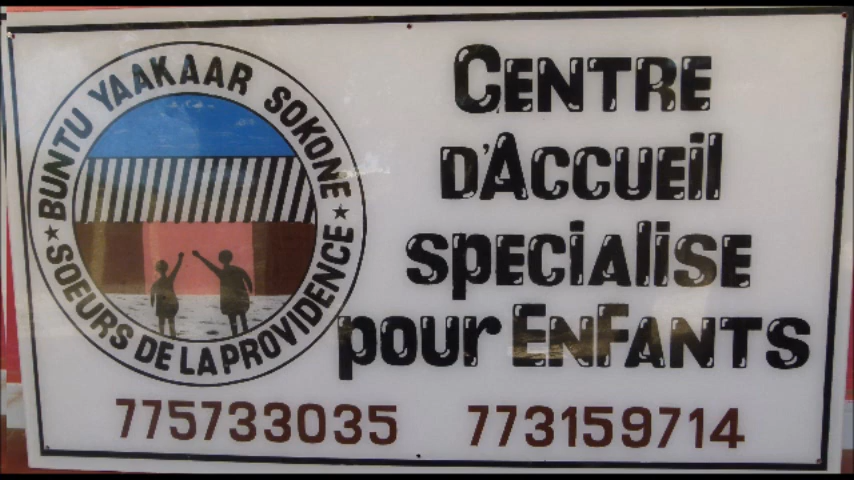 BUNTU YAAKAAR SOKONE
★ SOEURS DE LA PROVIDENCE ★
CENTRE
D'ACCUEIL
SPECIALISE
POUR ENFANTS
775733035 773159714